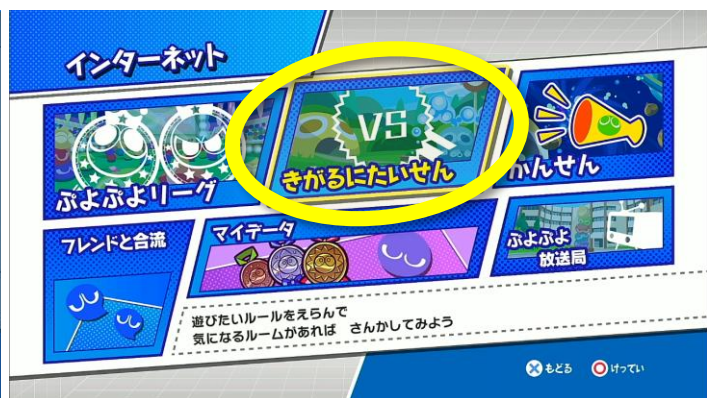 インターネット
ぷよぷよリーグ
VS
きがるにたいせん
かんせん
フレンドと合流
マイデータ
ぷよぷよ
放送局
遊びたいルールをえらんで
気になるルームがあれば さんかしてみよう
もどる
けってい